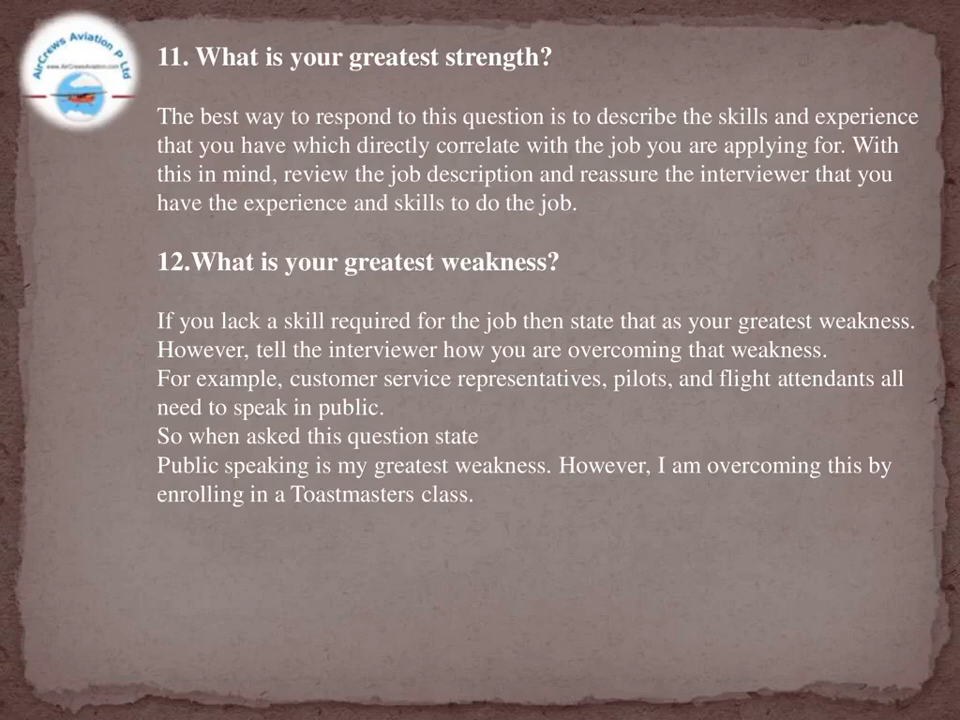 AirCrews Aviation P Ltd
www.AirCrewsAviation.com
11. What is your greatest strength?
The best way to respond to this question is to describe the skills and experience
that you have which directly correlate with the job you are applying for. With
this in mind, review the job description and reassure the interviewer that you
have the experience and skills to do the job.
12.What is your greatest weakness?
If you lack a skill required for the job then state that as your greatest weakness.
However, tell the interviewer how you are overcoming that weakness.
For example, customer service representatives, pilots, and flight attendants all
need to speak in public.
So when asked this question state
Public speaking is my greatest weakness. However, I am overcoming this by
enrolling in a Toastmasters class.